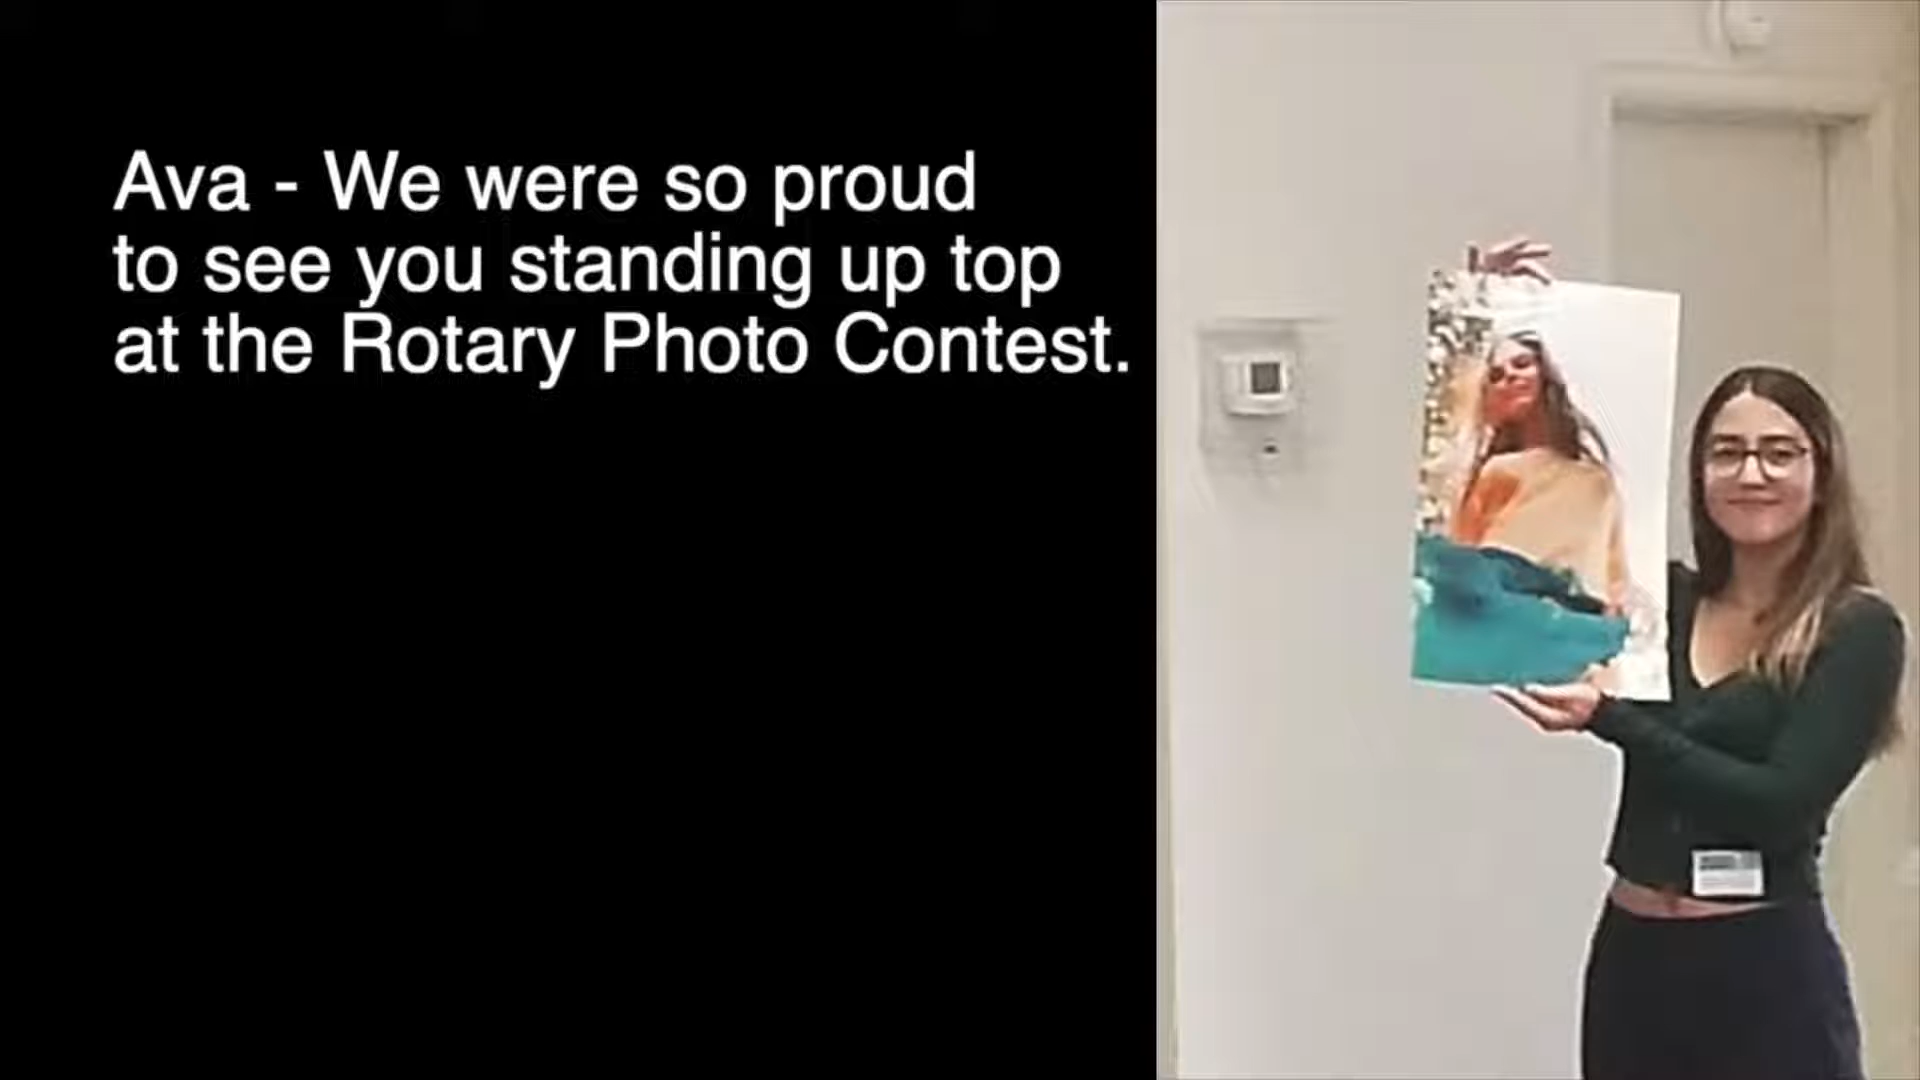 Ava - We were so proud
to see you standing up top
at the Rotary Photo Contest.